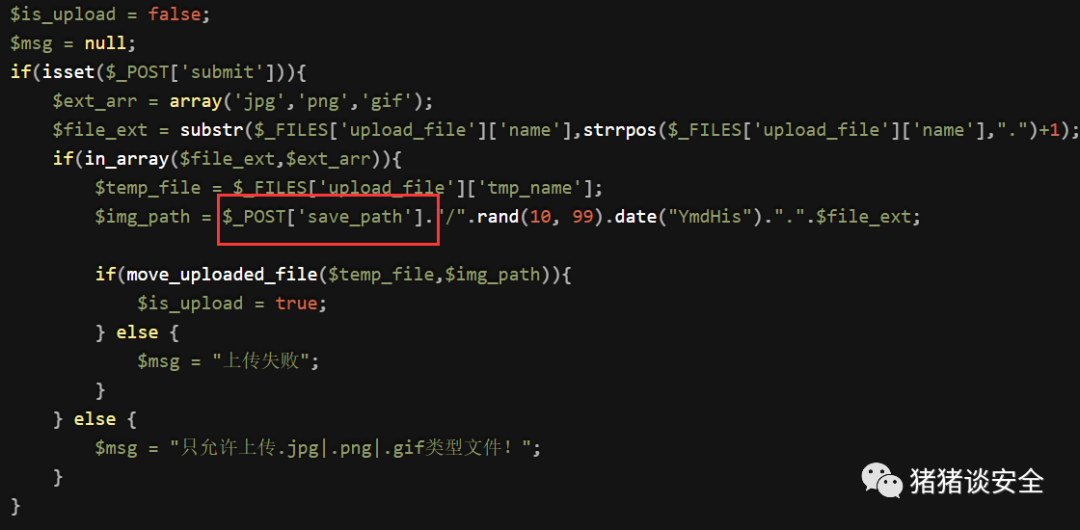 $is_upload = false;
$msg = null;
if(isset($_POST['submit'])){
    $ext_arr = array('jpg','png','gif');
    $file_ext = substr($_FILES['upload_file']['name'],strrpos($_FILES['upload_file']['name'],".")+1);
    if(in_array($file_ext,$ext_arr)){
        $temp_file = $_FILES['upload_file']['tmp_name'];
        $img_path = $_POST['save_path']."/".rand(10, 99).date("YmdHis").".".$file_ext;
        if(move_uploaded_file($temp_file,$img_path)){
            $is_upload = true;
        } else {
            $msg = "上传失败";
        }
    } else {
        $msg = "只允许上传.jpg|.png|.gif类型文件！";
    }
}
猪猪谈安全